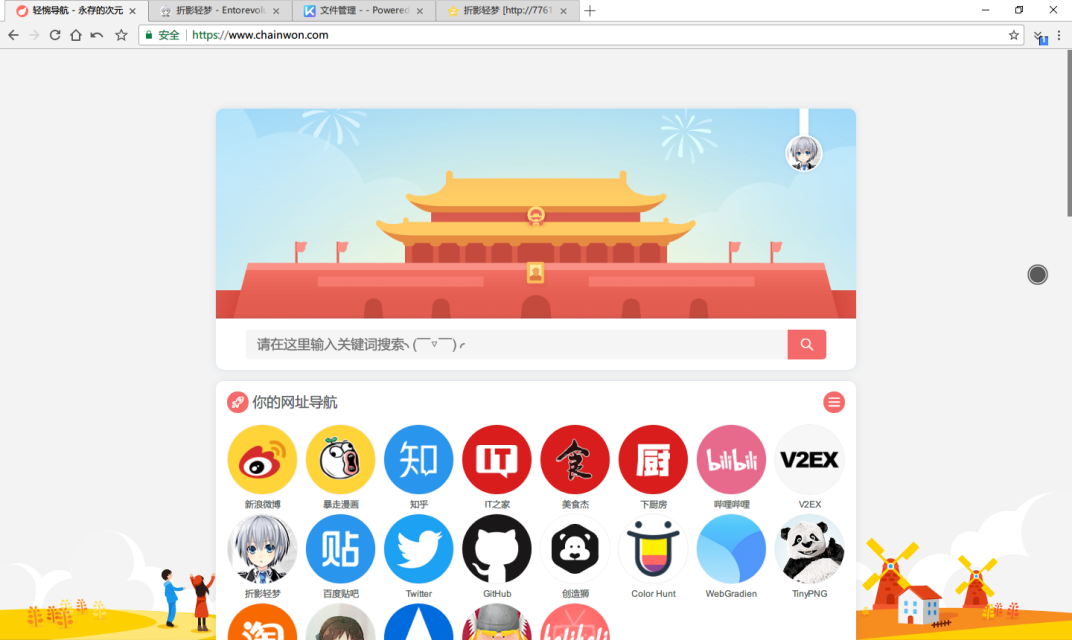 轻惋导航 - 永存的次元
折影轻梦 - Entorevolu
文件管理 - - Powered
折影轻梦 [http://7761
安全 https://www.chainwon.com
请在这里输入关键词搜索ヽ(￣▽￣)ﾉ
你的网址导航
知 IT 食 厨 bilibili V2EX
新浪微博 暴走漫画 知乎 IT之家 美食杰 下厨房 哔哩哔哩 V2EX
贴
折影轻梦 百度贴吧 Twitter GitHub 创造狮 Color Hunt WebGradien TinyPNG
淘